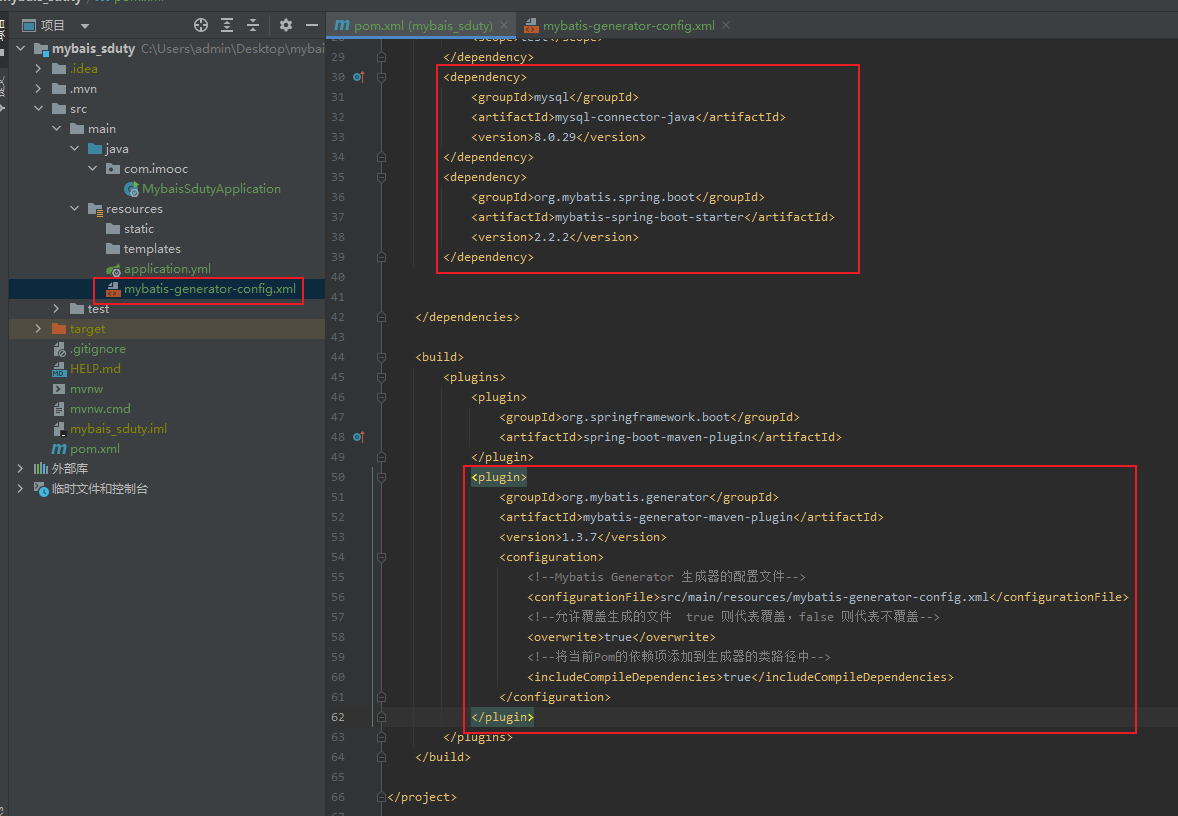 mybais_sduty / pom.xml
项目
mybais_sduty C:\Users\admin\Desktop\mybai
.idea
.mvn
src
main
java
com.imooc
MybaisSdutyApplication
resources
static
templates
application.yml
mybatis-generator-config.xml
test
target
.gitignore
HELP.md
mvnw
mvnw.cmd
mybais_sduty.iml
pom.xml
外部库
临时文件和控制台
pom.xml (mybais_sduty)
mybatis-generator-config.xml
28 <scope>test</scope>
29 </dependency>
30 <dependency>
31 <groupId>mysql</groupId>
32 <artifactId>mysql-connector-java</artifactId>
33 <version>8.0.29</version>
34 </dependency>
35 <dependency>
36 <groupId>org.mybatis.spring.boot</groupId>
37 <artifactId>mybatis-spring-boot-starter</artifactId>
38 <version>2.2.2</version>
39 </dependency>
40
41
42 </dependencies>
43
44 <build>
45 <plugins>
46 <plugin>
47 <groupId>org.springframework.boot</groupId>
48 <artifactId>spring-boot-maven-plugin</artifactId>
49 </plugin>
50 <plugin>
51 <groupId>org.mybatis.generator</groupId>
52 <artifactId>mybatis-generator-maven-plugin</artifactId>
53 <version>1.3.7</version>
54 <configuration>
55 <!--Mybatis Generator 生成器的配置文件-->
56 <configurationFile>src/main/resources/mybatis-generator-config.xml</configurationFile>
57 <!--允许覆盖生成的文件 true 则代表覆盖，false 则代表不覆盖-->
58 <overwrite>true</overwrite>
59 <!--将当前Pom的依赖项添加到生成器的类路径中-->
60 <includeCompileDependencies>true</includeCompileDependencies>
61 </configuration>
62 </plugin>
63 </plugins>
64 </build>
65
66 </project>